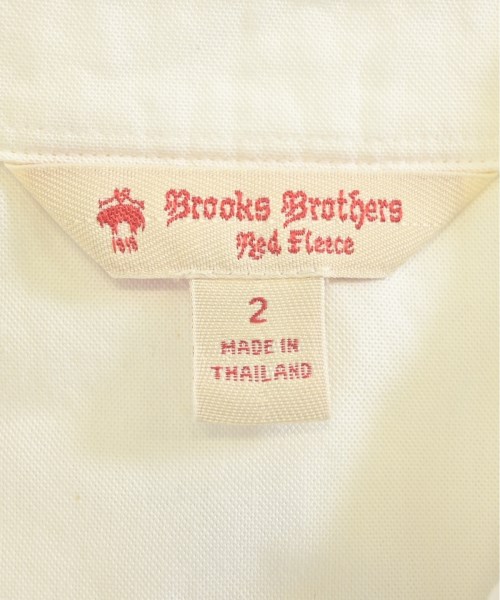 Brooks Brothers
Red Fleece
1818
2
MADE IN
THAILAND